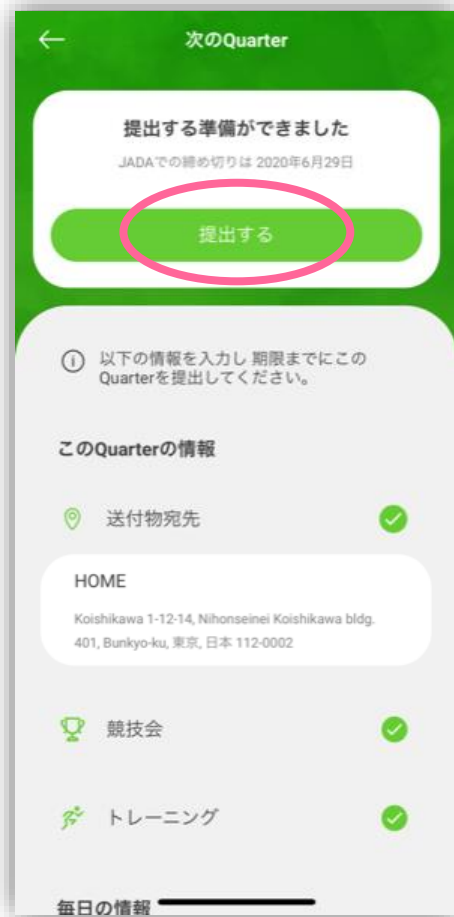 次のQuarter
提出する準備ができました
JADAでの締め切りは 2020年6月29日
提出する
以下の情報を入力し 期限までにこの
Quarterを提出してください。
このQuarterの情報
送付物宛先
HOME
Koishikawa 1-12-14, Nihonseinei Koishikawa bldg.
401, Bunkyo-ku, 東京, 日本 112-0002
競技会
トレーニング
毎日の情報